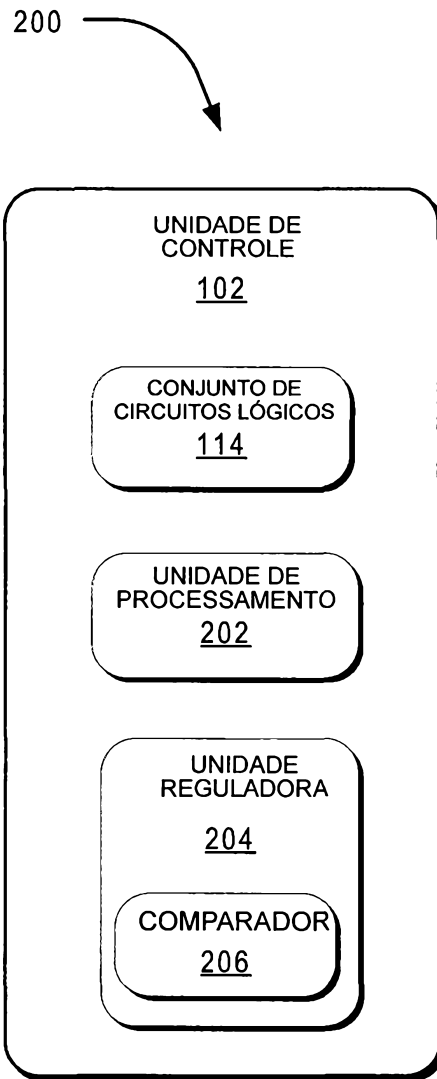 200
UNIDADE DE
CONTROLE
102
CONJUNTO DE
CIRCUITOS LÓGICOS
114
UNIDADE DE
PROCESSAMENTO
202
UNIDADE
REGULADORA
204
COMPARADOR
206